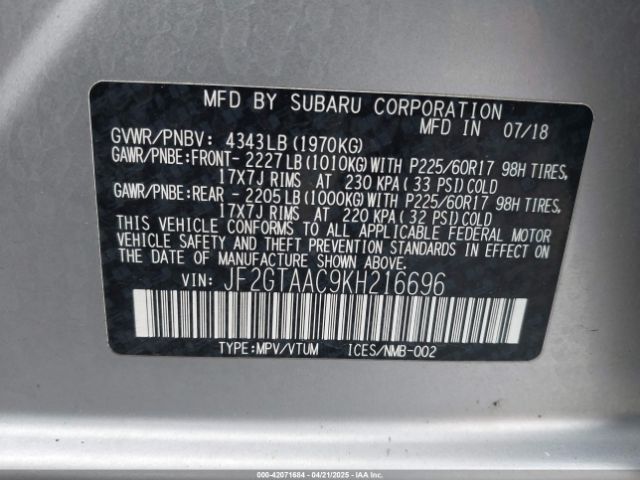 MFD BY SUBARU CORPORATION
MFD IN 07/18
GVWR/PNBV: 4343LB (1970KG)
GAWR/PNBE:FRONT- 2227LB (1010KG) WITH P225/60R17 98H TIRES,
17X7J RIMS AT 230 KPA( 33 PSI) COLD
GAWR/PNBE:REAR - 2205LB (1000KG) WITH P225/60R17 98H TIRES,
17X7J RIMS AT 220 KPA( 32 PSI) COLD
THIS VEHICLE CONFORMS TO ALL APPLICABLE FEDERAL MOTOR
VEHICLE SAFETY AND THEFT PREVENTION STANDARDS IN EFFECT ON
THE DATE OF MANUFACTURE SHOWN ABOVE.
VIN: JF2GTAAC9KH216696
TYPE:MPV/VTUM ICES/NMB-002
000-42071684 - 04/21/2025 - IAAI.COM